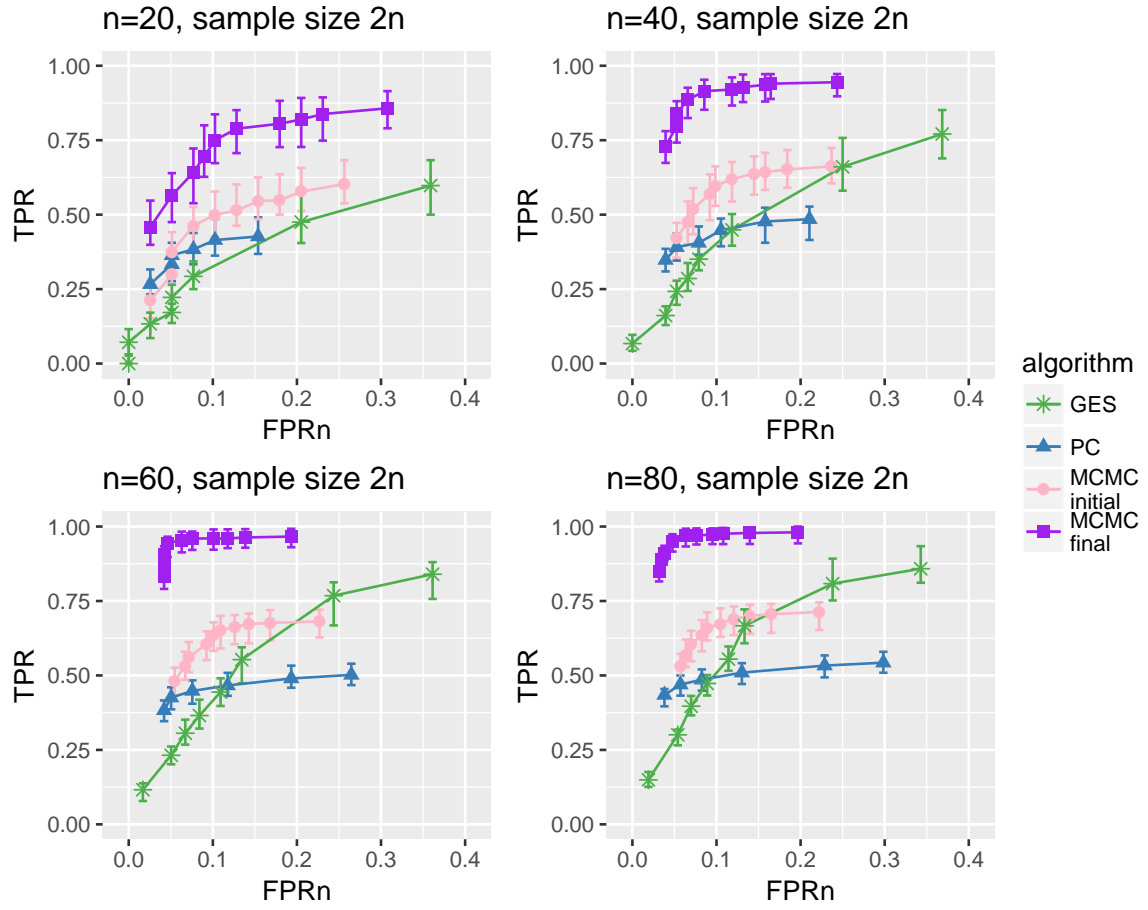 n=20, sample size 2n
n=40, sample size 2n
TPR
1.00
0.75
0.50
0.25
0.00
0.0 0.1 0.2 0.3 0.4
FPRn
TPR
1.00
0.75
0.50
0.25
0.00
0.0 0.1 0.2 0.3 0.4
FPRn
n=60, sample size 2n
n=80, sample size 2n
TPR
1.00
0.75
0.50
0.25
0.00
0.0 0.1 0.2 0.3 0.4
FPRn
TPR
1.00
0.75
0.50
0.25
0.00
0.0 0.1 0.2 0.3 0.4
FPRn
algorithm
GES
PC
MCMC
initial
MCMC
final